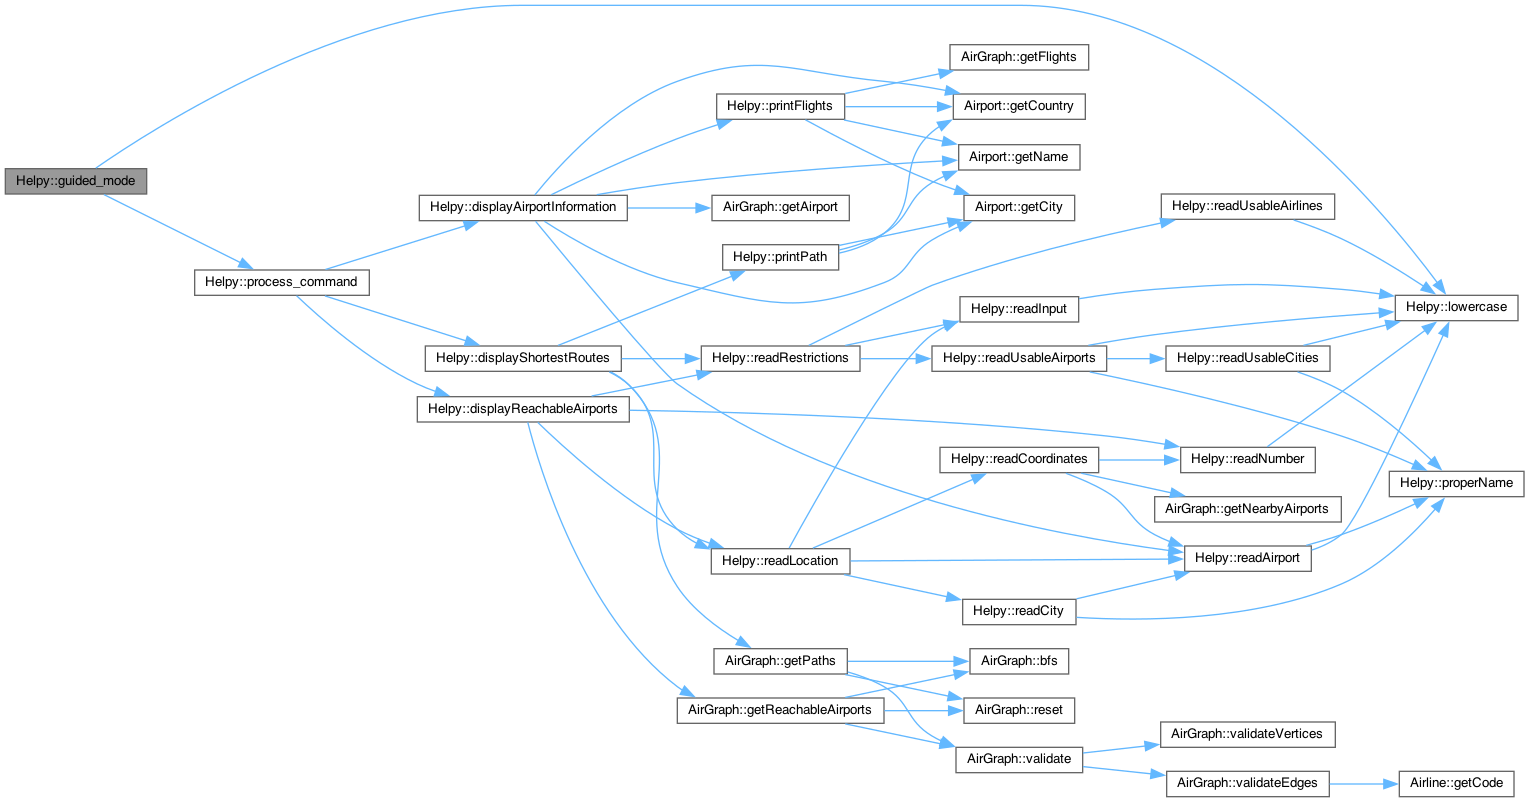 Helpy::guided_mode
Helpy::process_command
Helpy::displayAirportInformation
Helpy::displayShortestRoutes
Helpy::displayReachableAirports
Helpy::printFlights
AirGraph::getAirport
Helpy::printPath
Helpy::readRestrictions
Helpy::readLocation
AirGraph::getPaths
AirGraph::getReachableAirports
AirGraph::getFlights
Airport::getCountry
Airport::getName
Airport::getCity
Helpy::readInput
Helpy::readUsableAirports
Helpy::readCoordinates
Helpy::readCity
AirGraph::bfs
AirGraph::reset
AirGraph::validate
Helpy::readUsableAirlines
Helpy::readUsableCities
Helpy::readNumber
AirGraph::getNearbyAirports
Helpy::readAirport
AirGraph::validateVertices
AirGraph::validateEdges
Helpy::lowercase
Helpy::properName
Airline::getCode